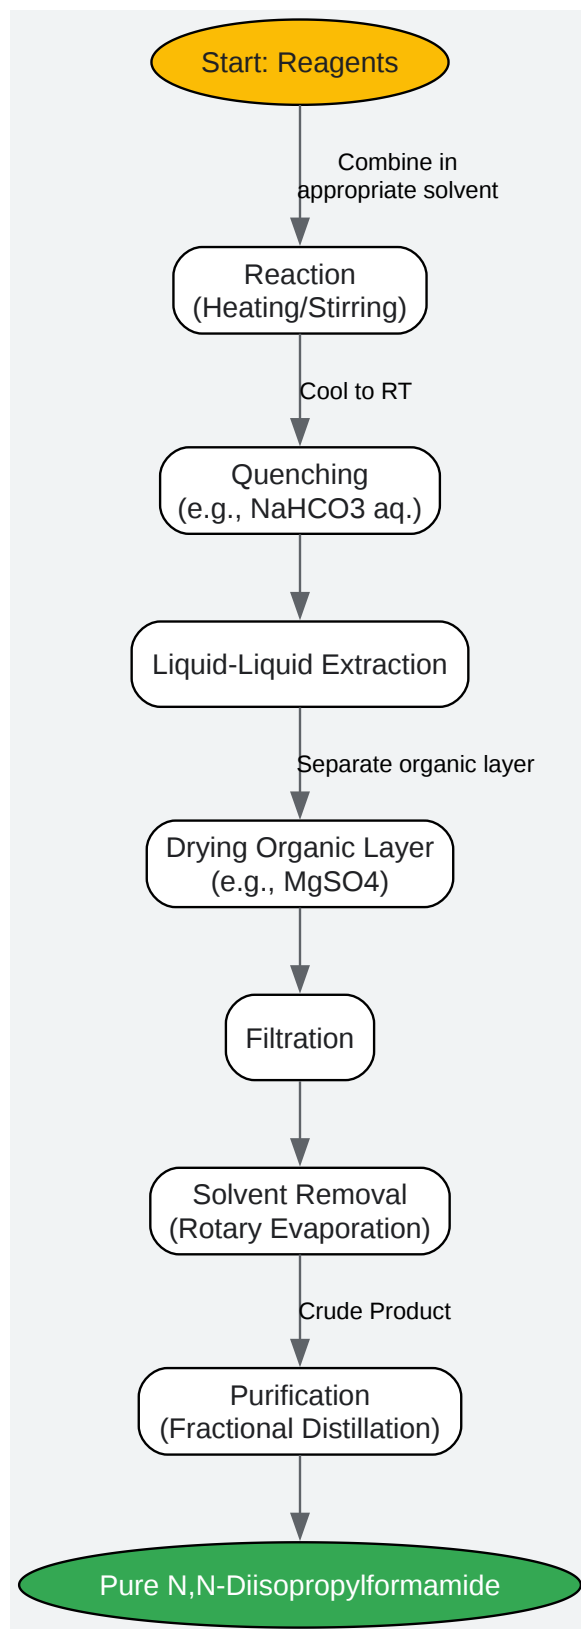 Start: Reagents
Combine in
appropriate solvent
Reaction
(Heating/Stirring)
Cool to RT
Quenching
(e.g., NaHCO3 aq.)
Liquid-Liquid Extraction
Separate organic layer
Drying Organic Layer
(e.g., MgSO4)
Filtration
Solvent Removal
(Rotary Evaporation)
Crude Product
Purification
(Fractional Distillation)
Pure N,N-Diisopropylformamide